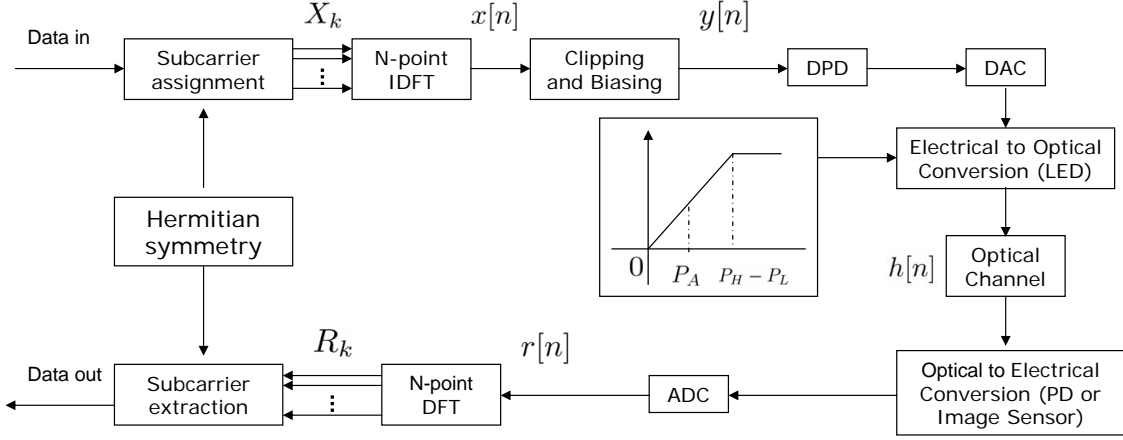 Data in
X_k
x[n]
y[n]
Subcarrier
assignment
⋮
N-point
IDFT
Clipping
and Biasing
DPD
DAC
Electrical to Optical
Conversion (LED)
0
P_A
P_H − P_L
Hermitian
symmetry
h[n]
Optical
Channel
Data out
Subcarrier
extraction
R_k
⋮
N-point
DFT
r[n]
ADC
Optical to Electrical
Conversion (PD or
Image Sensor)